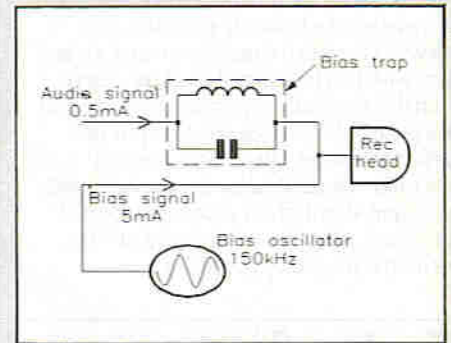 Bias trap
Audio signal
0.5mA
Rec
head
Bias signal
5mA
Bias oscillator
150kHz